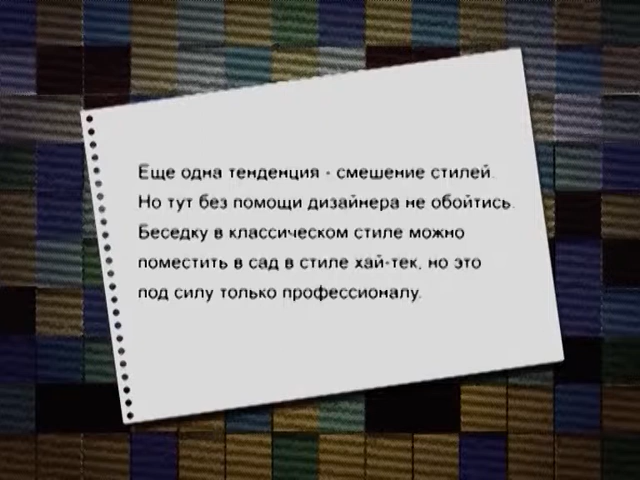 Еще одна тенденция - смешение стилей.
Но тут без помощи дизайнера не обойтись.
Беседку в классическом стиле можно
поместить в сад в стиле хай-тек, но это
под силу только профессионалу.